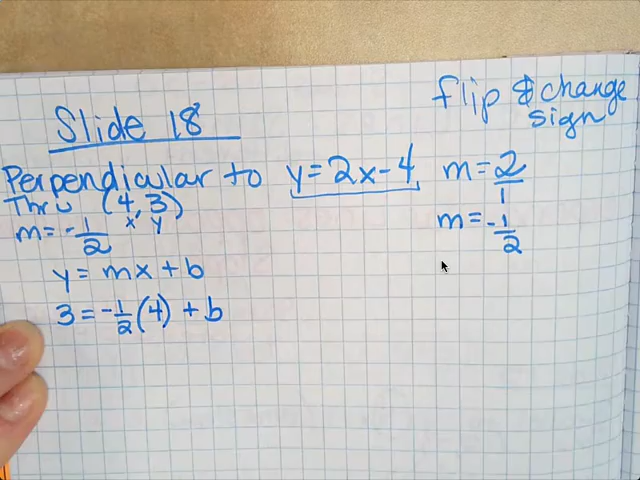 flip & change
sign
Slide 18
Perpendicular to y=2x-4 m=2/1
Thru (4,3)
m=-1/2 x y m=-1/2
y=mx+b
3=-1/2(4)+b